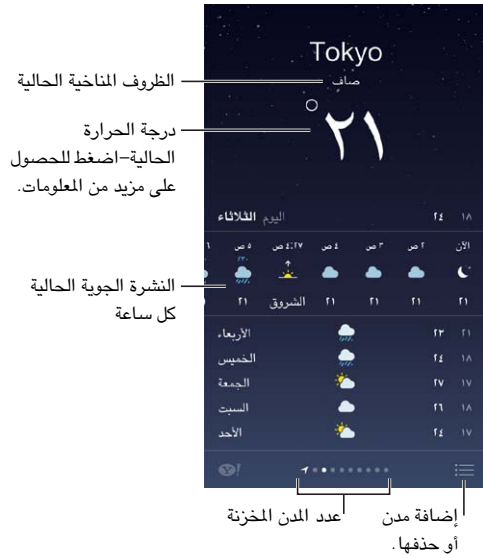 Tokyo
صاف
٢١°
الظروف المناخية الحالية
درجة الحرارة
الحالية–اضغط للحصول
على مزيد من المعلومات.
الثلاثاء اليوم ٢٤ ١٨
الآن ٢ ص ٣ ص ٤ ص ٤:٢٧ ص ٥ ص ٦
٪٣٠
٢١ ٢١ ٢١ ٢١ الشروق ٢١
النشرة الجوية الحالية
كل ساعة
الأربعاء ٢٣ ٢١
الخميس ٢٤ ١٨
الجمعة ٢٧ ١٧
السبت ٢٦ ١٨
الأحد ٢٤ ١٧
Y!
إضافة مدن
أو حذفها.
عدد المدن المخزنة